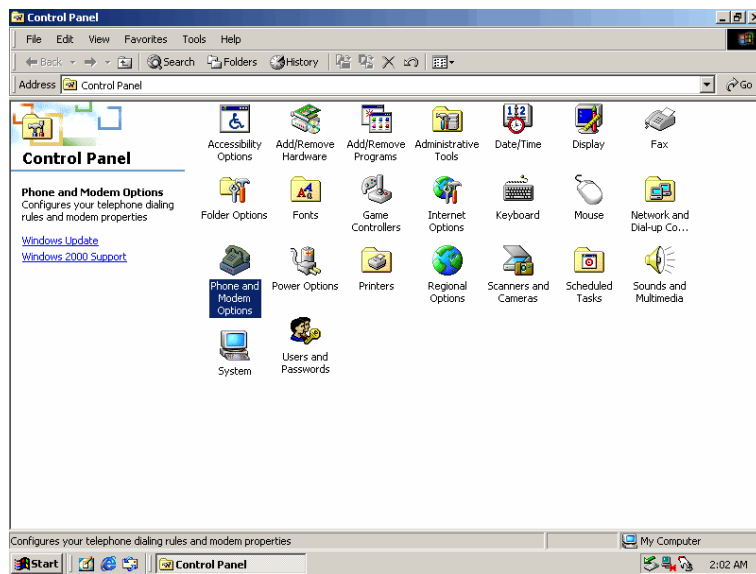 Control Panel
File Edit View Favorites Tools Help
Back Search Folders History
Address Control Panel Go
Control Panel
Phone and Modem Options
Configures your telephone dialing
rules and modem properties
Windows Update
Windows 2000 Support
Accessibility
Options
Add/Remove
Hardware
Add/Remove
Programs
Administrative
Tools
Date/Time
Display
Fax
Folder Options
Fonts
Game
Controllers
Internet
Options
Keyboard
Mouse
Network and
Dial-up Co...
Phone and
Modem
Options
Power Options
Printers
Regional
Options
Scanners and
Cameras
Scheduled
Tasks
Sounds and
Multimedia
System
Users and
Passwords
Configures your telephone dialing rules and modem properties
My Computer
Start Control Panel 2:02 AM